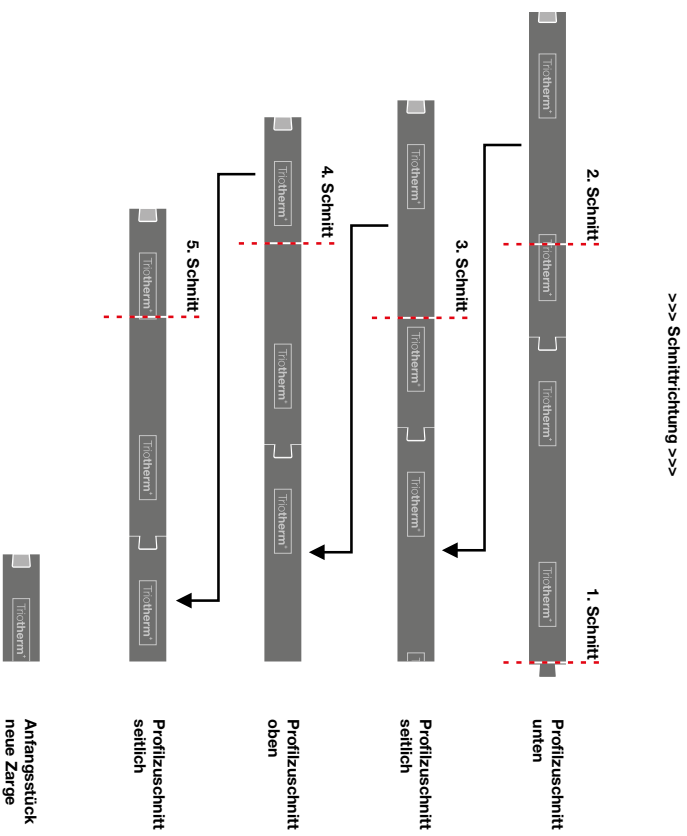 >>> Schnittrichtung >>>
2. Schnitt
1. Schnitt
Triotherm+ Triotherm+ Triotherm+ Triotherm+
Profilzuschnitt
unten
3. Schnitt
Triotherm+ Triotherm+ Triotherm+
Profilzuschnitt
seitlich
4. Schnitt
Triotherm+ Triotherm+ Triotherm+
Profilzuschnitt
oben
5. Schnitt
Triotherm+ Triotherm+ Triotherm+
Profilzuschnitt
seitlich
Triotherm+
Anfangsstück
neue Zarge